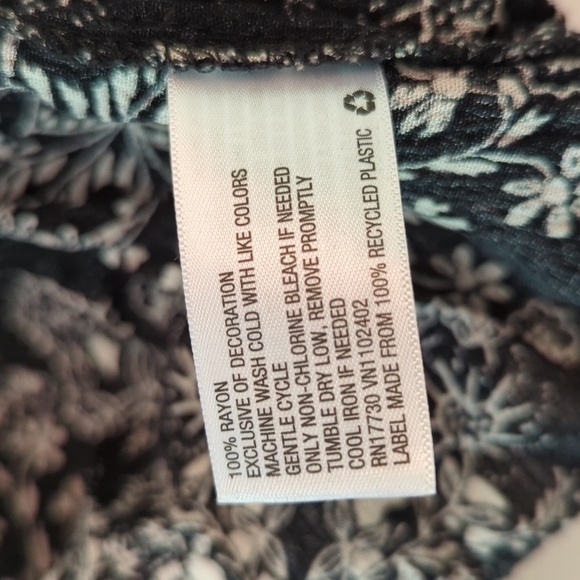 100% RAYON
EXCLUSIVE OF DECORATION
MACHINE WASH COLD WITH LIKE COLORS
GENTLE CYCLE
ONLY NON-CHLORINE BLEACH IF NEEDED
TUMBLE DRY LOW, REMOVE PROMPTLY
COOL IRON IF NEEDED
RN17730 VN1102402
LABEL MADE FROM 100% RECYCLED PLASTIC